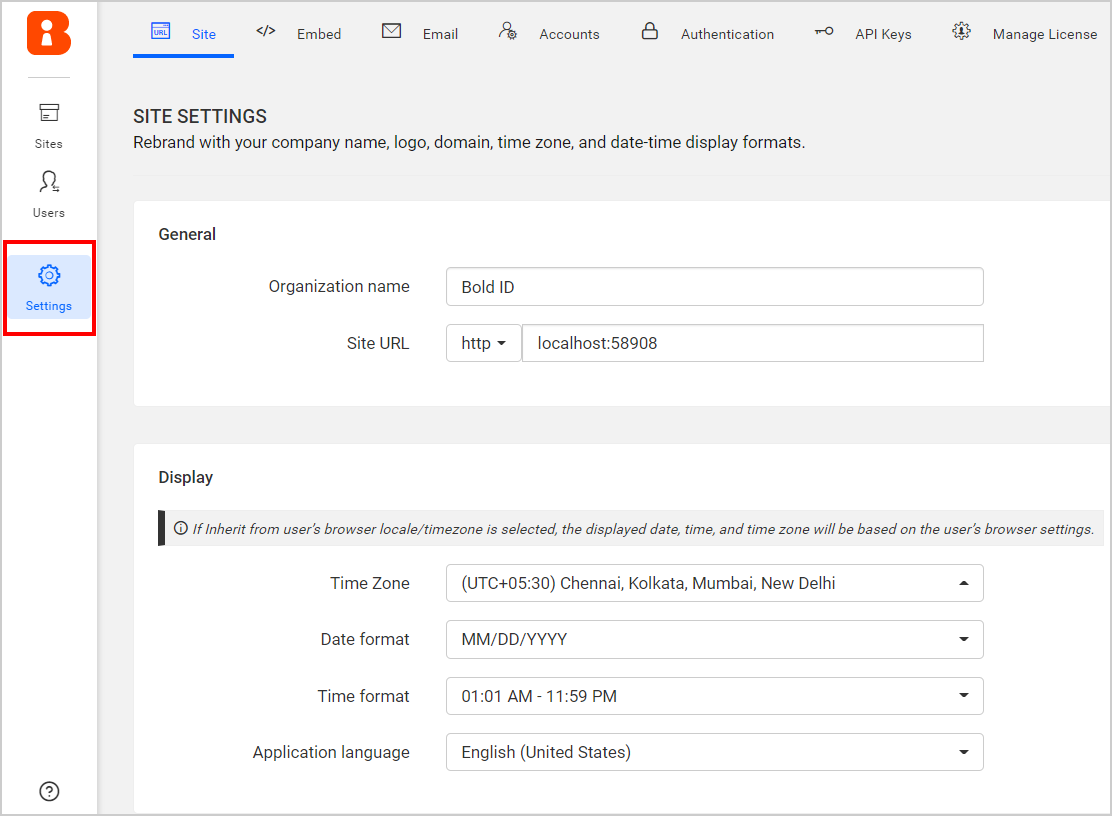 URL Site </> Embed Email Accounts Authentication API Keys Manage License
Sites
Users
Settings
SITE SETTINGS
Rebrand with your company name, logo, domain, time zone, and date-time display formats.
General
Organization name Bold ID
Site URL http localhost:58908
Display
If Inherit from user's browser locale/timezone is selected, the displayed date, time, and time zone will be based on the user's browser settings.
Time Zone (UTC+05:30) Chennai, Kolkata, Mumbai, New Delhi
Date format MM/DD/YYYY
Time format 01:01 AM - 11:59 PM
Application language English (United States)